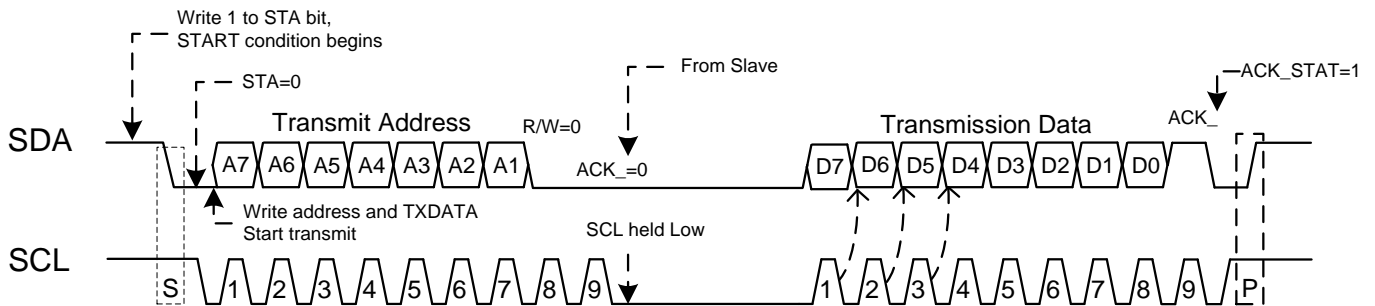 Write 1 to STA bit,
START condition begins
STA=0
From Slave
ACK_STAT=1
SDA
Transmit Address
R/W=0
Transmission Data
ACK_
A7 A6 A5 A4 A3 A2 A1
ACK_=0
D7 D6 D5 D4 D3 D2 D1 D0
Write address and TXDATA
Start transmit
SCL held Low
SCL
S 1 2 3 4 5 6 7 8 9 1 2 3 4 5 6 7 8 9 P